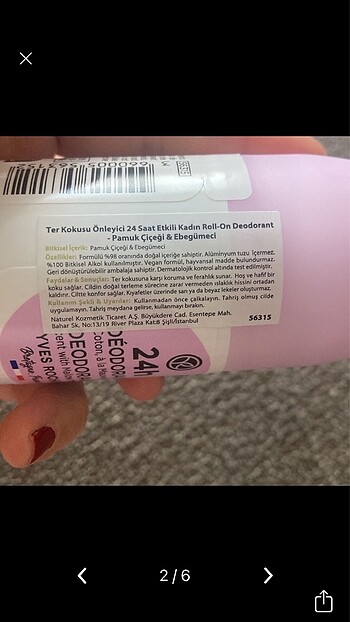 Ter Kokusu Önleyici 24 Saat Etkili Kadın Roll-On Deodorant
- Pamuk Çiçeği & Ebegümeci
Bitkisel İçerik: Pamuk Çiçeği & Ebegümeci
Özellikler: Formülü %98 oranında doğal içeriğe sahiptir. Alüminyum tuzu içermez.
%100 Bitkisel Alkol kullanılmıştır. Vegan formül, hayvansal madde bulundurmaz.
Geri dönüştürülebilir ambalaja sahiptir. Dermatolojik kontrol altında test edilmiştir.
Faydalar & Sonuçlar: Ter kokusuna karşı koruma ve ferahlık sunar. Hoş ve hafif bir
koku sağlar. Cildin doğal terleme sürecine zarar vermeden ıslaklık hissini ortadan
kaldırır. Ciltte konfor sağlar. Kıyafetler üzerinde sarı ya da beyaz lekeler oluşturmaz.
Kullanım Şekli & Uyarılar: Kullanmadan önce çalkalayın. Tahriş olmuş cilde
uygulamayın. Tahriş meydana gelirse, kullanmayı bırakın.
Naturel Kozmetik Ticaret A.Ş. Büyükdere Cad. Esentepe Mah.
Bahar Sk. No:13/19 River Plaza Kat:8 Şişli/İstanbul
56315
24h
DÉODOR
DEODOR
YVES ROC
2/6